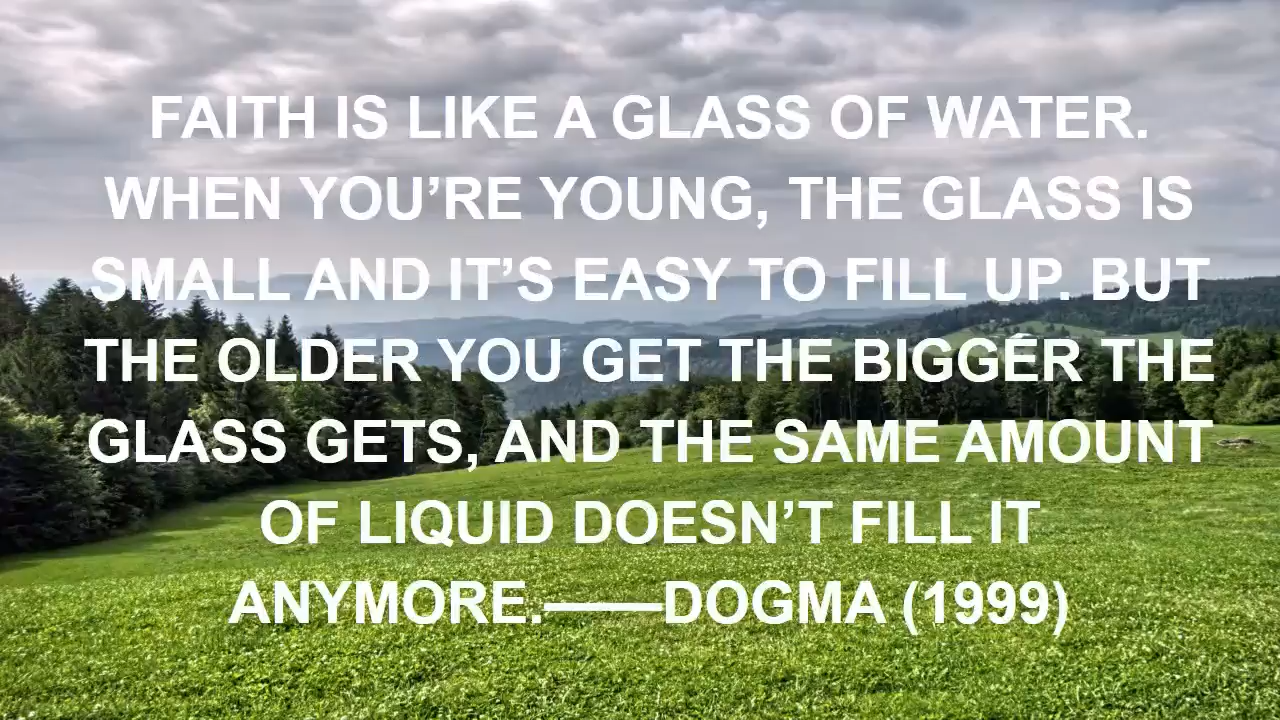 FAITH IS LIKE A GLASS OF WATER.
WHEN YOU’RE YOUNG, THE GLASS IS
SMALL AND IT’S EASY TO FILL UP. BUT
THE OLDER YOU GET THE BIGGER THE
GLASS GETS, AND THE SAME AMOUNT
OF LIQUID DOESN’T FILL IT
ANYMORE.——DOGMA (1999)